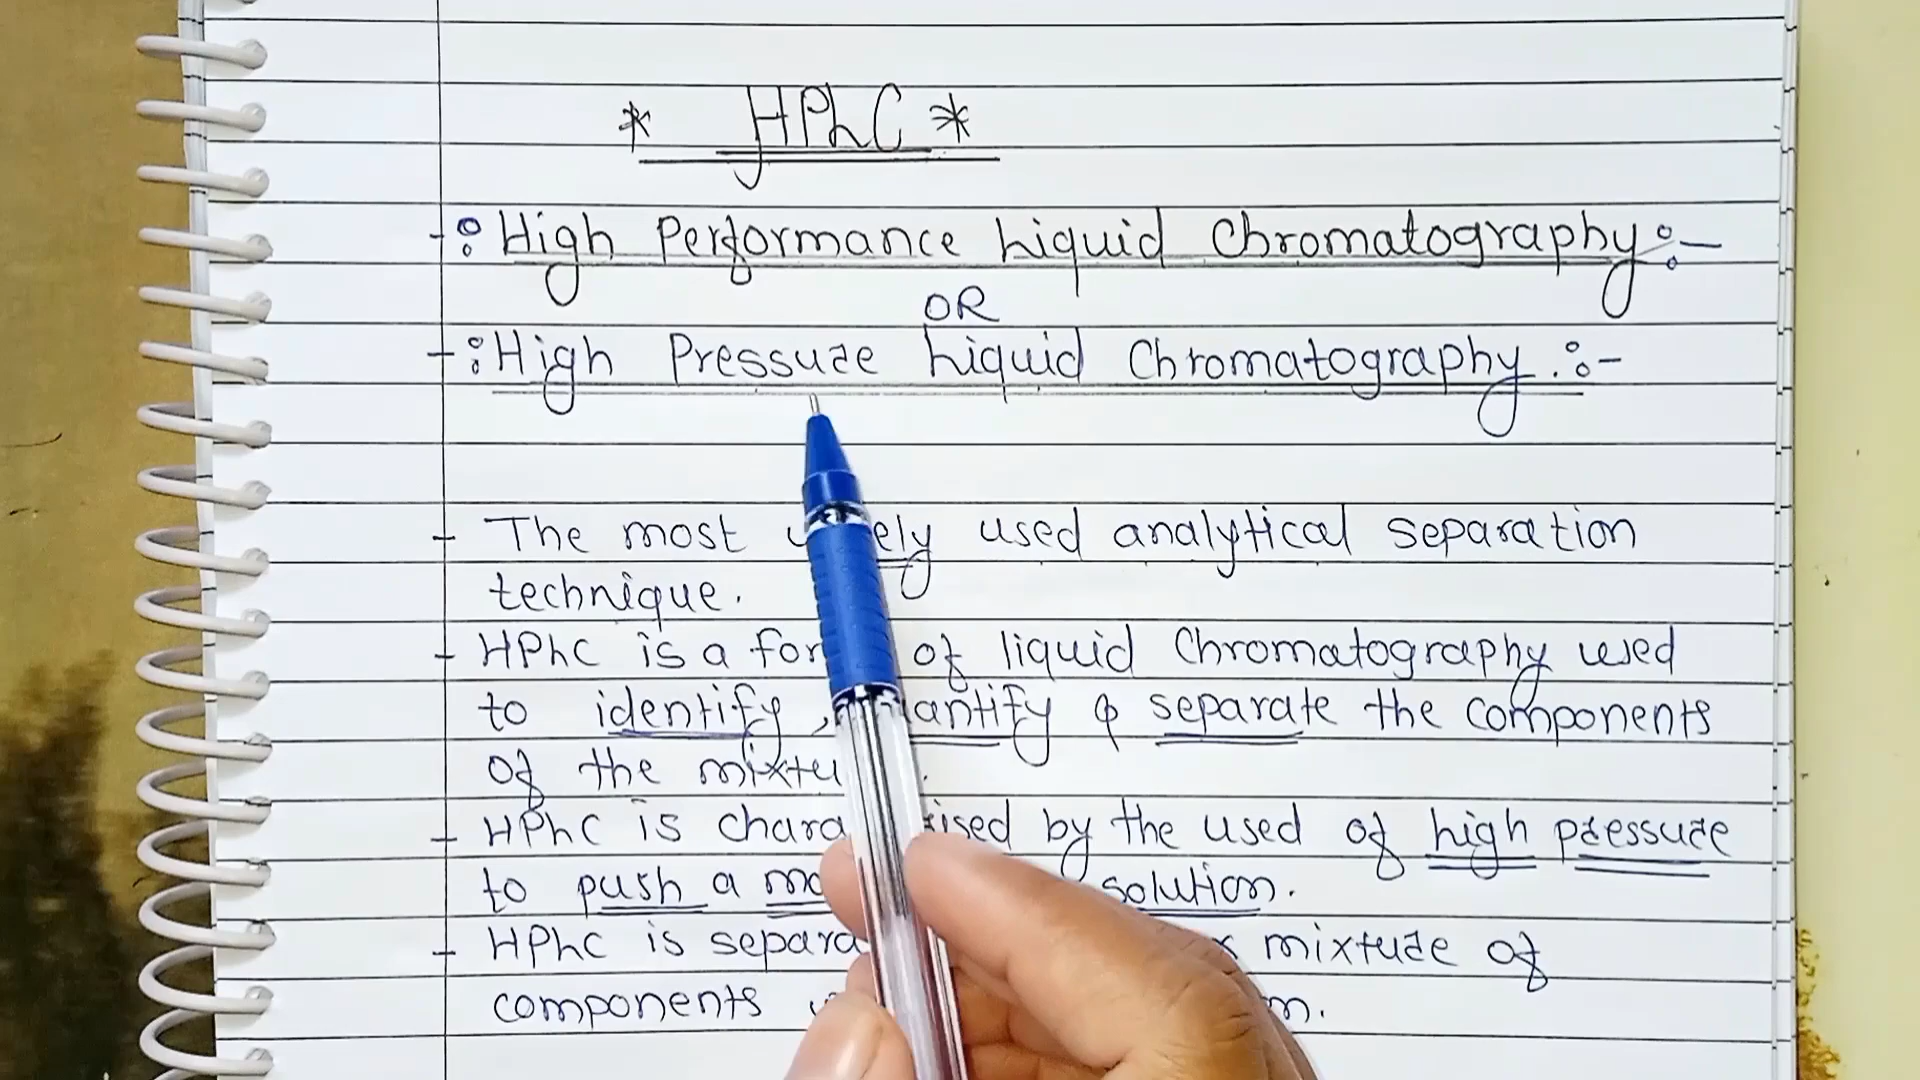 * HPLC *
-: High Performance Liquid Chromatography :-
OR
-: High Pressure Liquid Chromatography :-
- The most used analytical separation
technique.
- HPLC is a of liquid Chromatography used
to identify, & separate the components
of the
- HPLC is by the used of high pressure
to push a solution.
- HPLC is mixture of
components